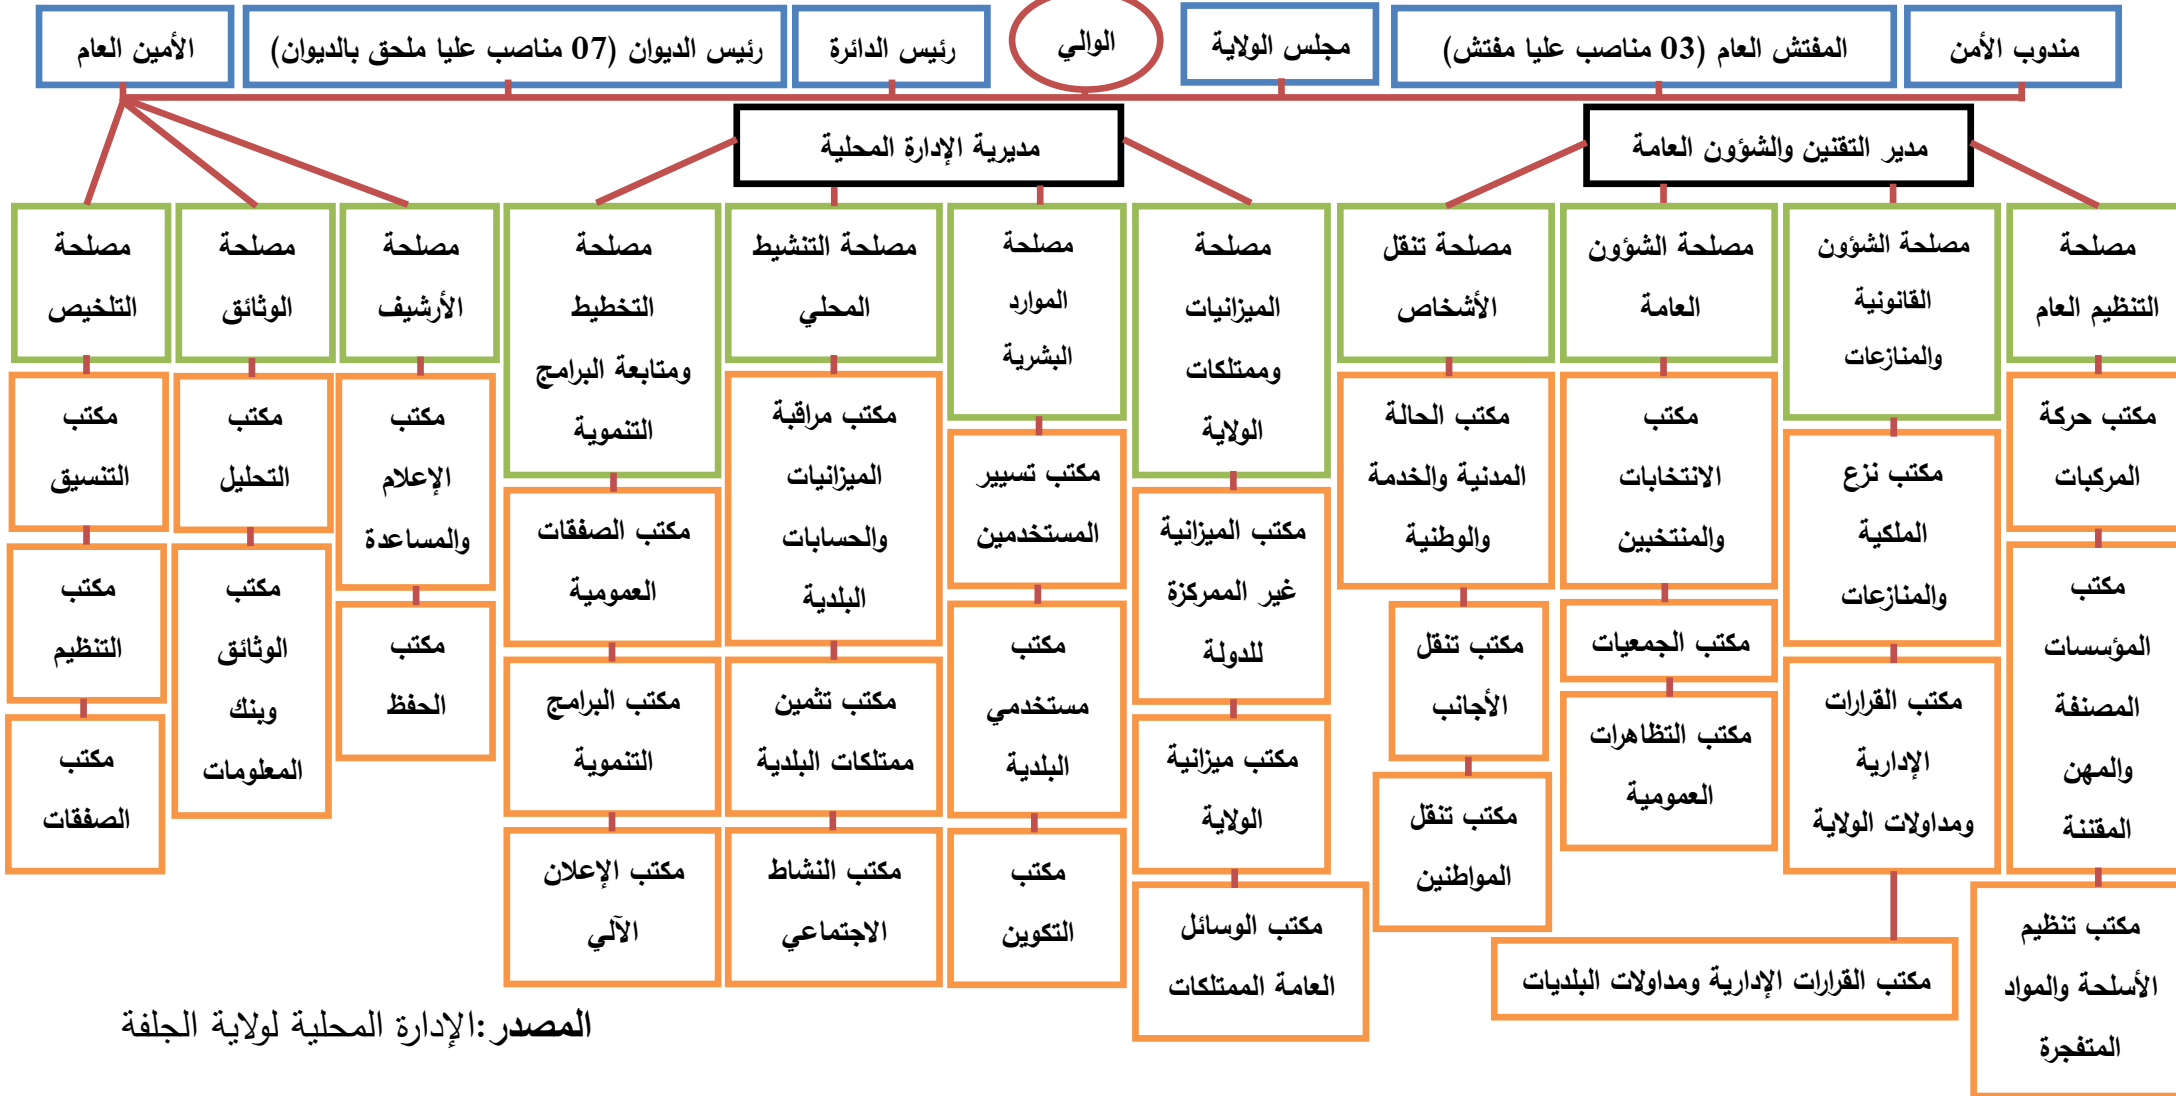 مندوب الأمن
المفتش العام (03 مناصب عليا مفتش)
مجلس الولاية
الوالي
رئيس الدائرة
رئيس الديوان (07 مناصب عليا ملحق بالديوان)
الأمين العام
مدير التقنين والشؤون العامة
مديرية الإدارة المحلية
مصلحة
التنظيم العام
مكتب حركة
المركبات
مكتب
المؤسسات
المصنفة
والمهن
المقننة
مكتب تنظيم
الأسلحة والمواد
المتفجرة
مصلحة الشؤون
القانونية
والمنازعات
مكتب نزع
الملكية
والمنازعات
مكتب القرارات
الإدارية
ومداولات الولاية
مكتب القرارات الإدارية ومداولات البلديات
مصلحة الشؤون
العامة
مكتب
الانتخابات
والمنتخبين
مكتب الجمعيات
مكتب التظاهرات
العمومية
مصلحة تنقل
الأشخاص
مكتب الحالة
المدنية والخدمة
والوطنية
مكتب تنقل
الأجانب
مكتب تنقل
المواطنين
مصلحة
الميزانيات
وممتلكات
الولاية
مكتب الميزانية
غير الممركزة
للدولة
مكتب ميزانية
الولاية
مكتب الوسائل
العامة الممتلكات
مصلحة
الموارد
البشرية
مكتب تسيير
المستخدمين
مكتب
مستخدمي
البلدية
مكتب
التكوين
مصلحة التنشيط
المحلي
مكتب مراقبة
الميزانيات
والحسابات
البلدية
مكتب تثمين
ممتلكات البلدية
مكتب النشاط
الاجتماعي
مصلحة
التخطيط
ومتابعة البرامج
التنموية
مكتب الصفقات
العمومية
مكتب البرامج
التنموية
مكتب الإعلان
الآلي
مصلحة
الأرشيف
مكتب
الإعلام
والمساعدة
مكتب
الحفظ
مصلحة
الوثائق
مكتب
التحليل
مكتب
الوثائق
وبنك
المعلومات
مصلحة
التلخيص
مكتب
التنسيق
مكتب
التنظيم
مكتب
الصفقات
المصدر:الإدارة المحلية لولاية الجلفة